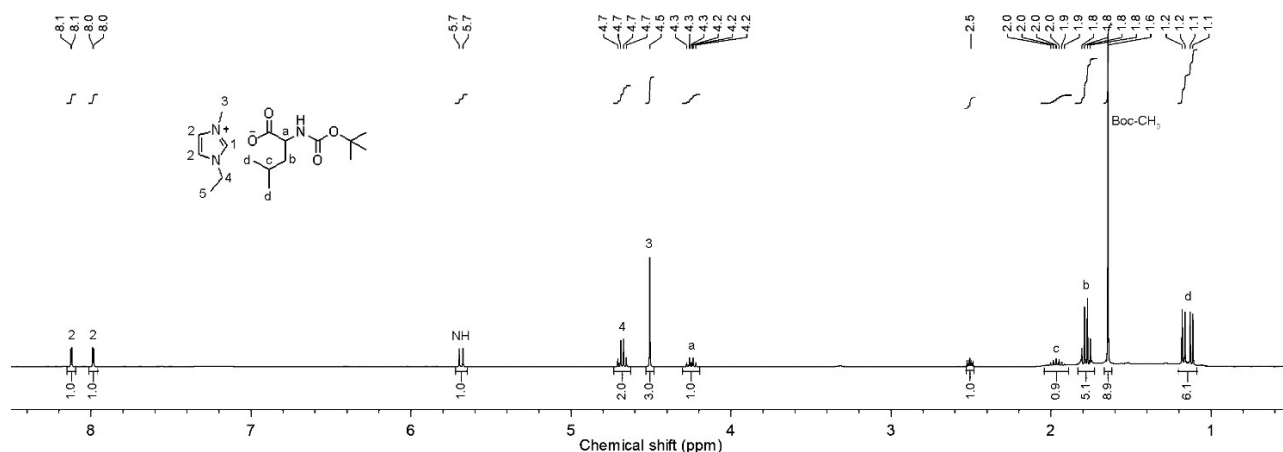 8.1 8.1 8.0 8.0 5.7 5.7 4.7 4.7 4.7 4.7 4.5 4.3 4.3 4.3 4.2 4.2 4.2 2.5 2.0 2.0 2.0 2.0 1.9 1.9 1.8 1.8 1.8 1.8 1.6 1.2 1.2 1.1 1.1
3
N +
2 1
2
N
4
5
O
O −
a
NH
O
O
d c b
d
Boc-CH3
2 2 NH 4 3 a c b d
1.0 1.0 1.0 2.0 3.0 1.0 1.0 0.9 5.1 8.9 6.1
8 7 6 5 4 3 2 1
Chemical shift (ppm)